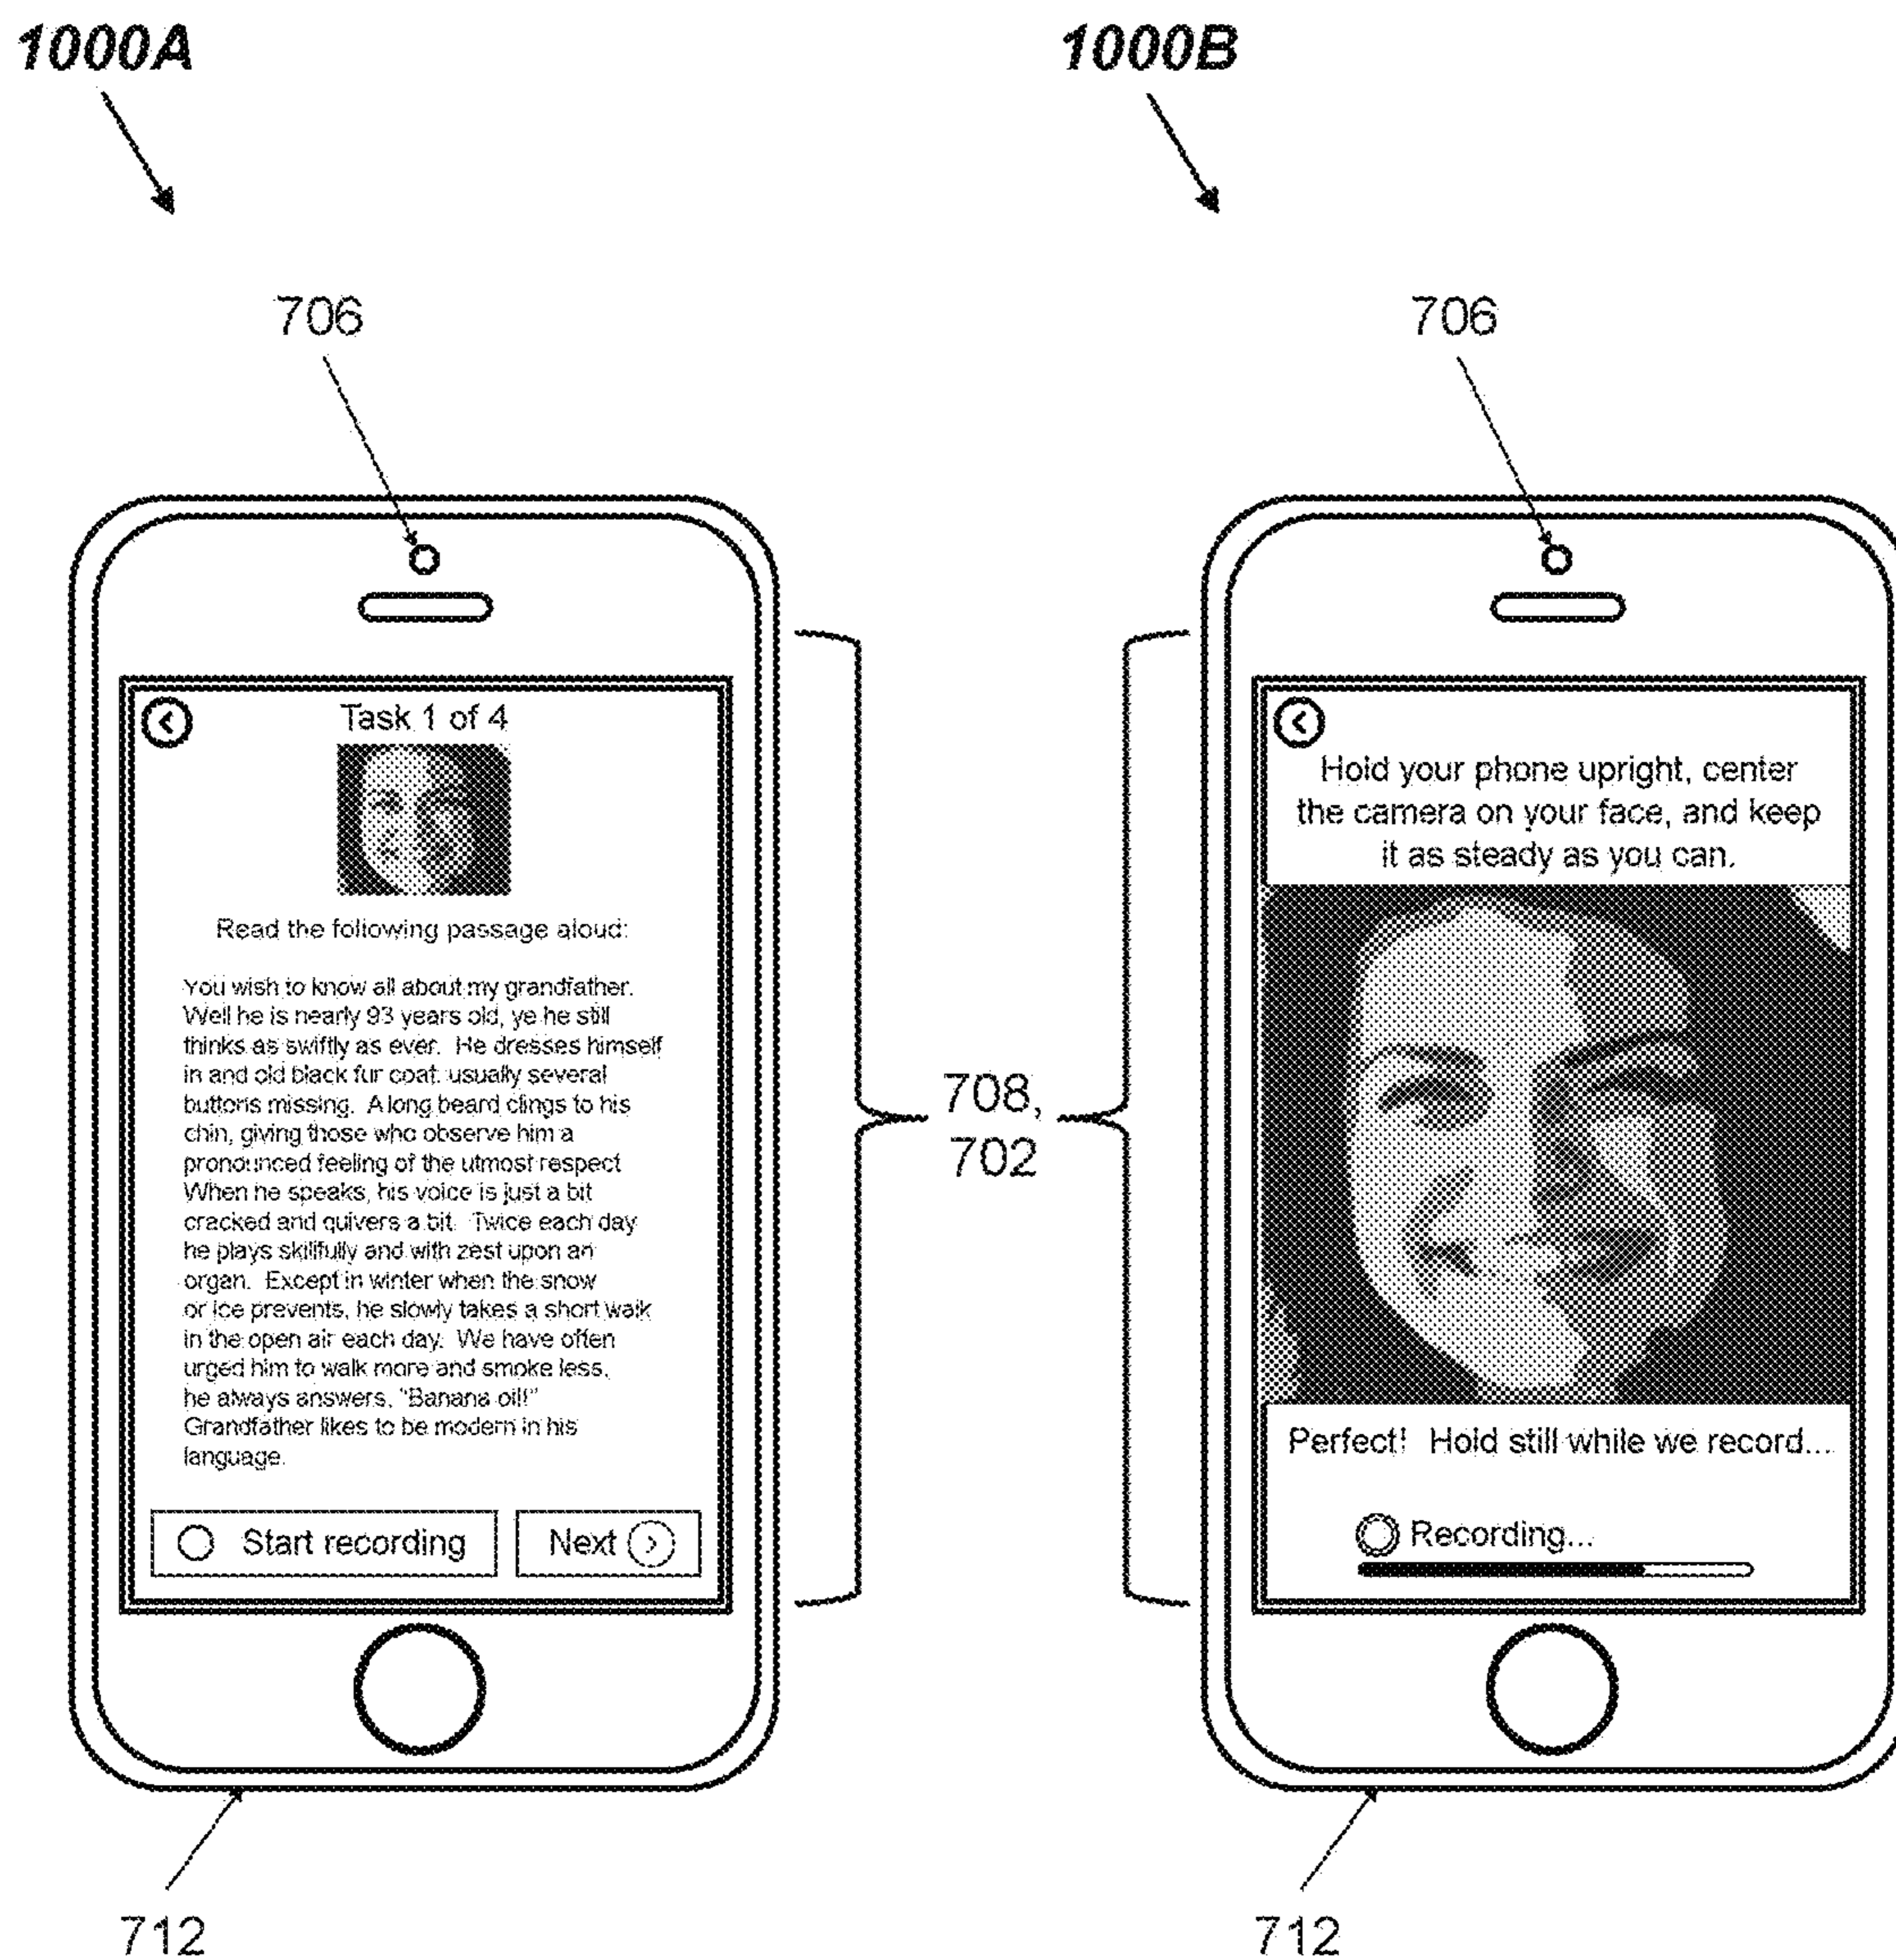 1000A
1000B
706
706
Task 1 of 4
Read the following passage aloud:
You wish to know all about my grandfather.
Well he is nearly 93 years old, ye he still
thinks as swiftly as ever. He dresses himself
in and old black fur coat, usually several
buttons missing. A long beard clings to his
chin, giving those who observe him a
pronounced feeling of the utmost respect
When he speaks, his voice is just a bit
cracked and quivers a bit. Twice each day
he plays skillfully and with zest upon an
organ. Except in winter when the snow
or ice prevents, he slowly takes a short walk
in the open air each day. We have often
urged him to walk more and smoke less,
he always answers, "Banana oil!"
Grandfather likes to be modern in his
language.
Start recording
Next
708,
702
Hold your phone upright, center
the camera on your face, and keep
it as steady as you can.
Perfect! Hold still while we record...
Recording...
712
712